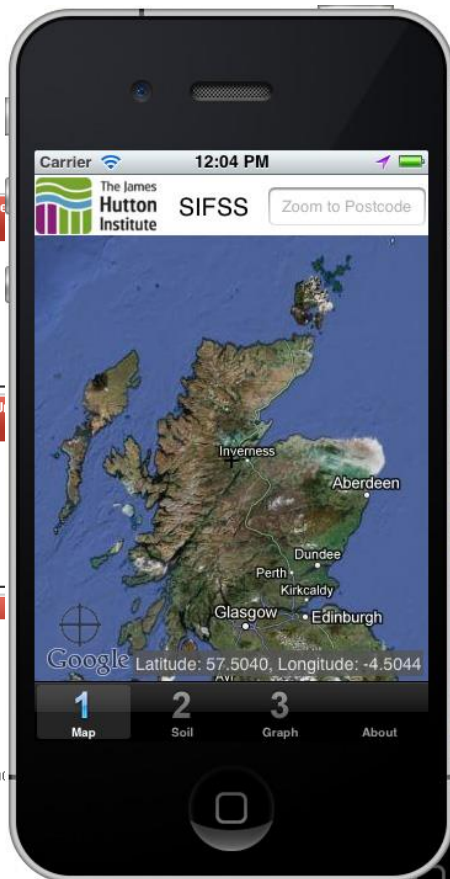 Carrier 12:04 PM
The James
Hutton
Institute
SIFSS
Zoom to Postcode
Inverness
Aberdeen
Dundee
Perth
Kirkcaldy
Glasgow
Edinburgh
Google
Latitude: 57.5040, Longitude: -4.5044
1 2 3
Map Soil Graph About